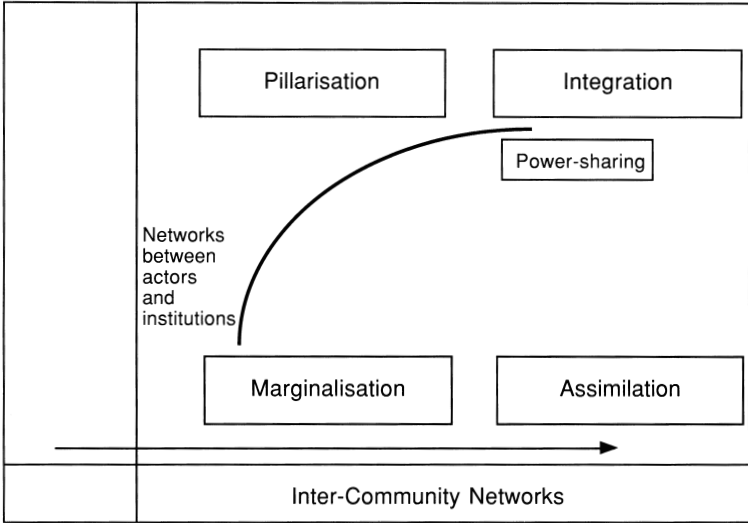 Pillarisation
Integration
Power-sharing
Networks
between
actors
and
institutions
Marginalisation
Assimilation
Inter-Community Networks